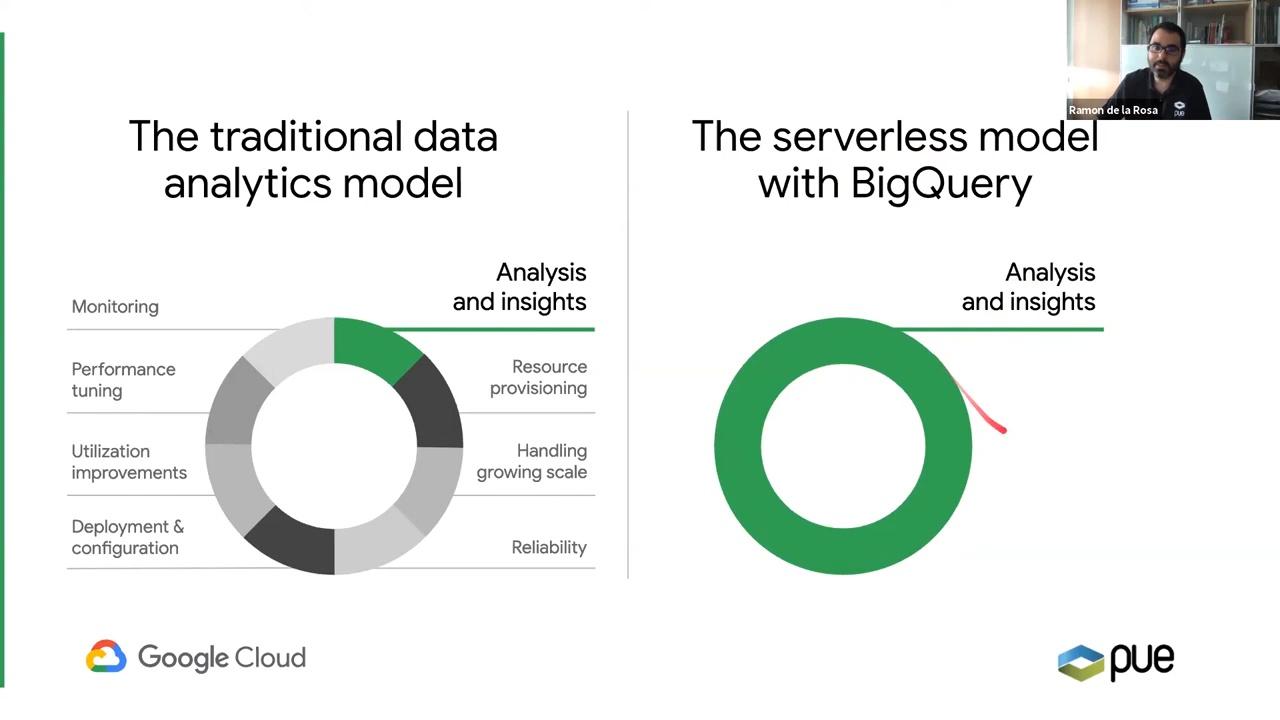 Ramon de la Rosa
pue
The traditional data
analytics model
Analysis
and insights
Monitoring
Performance
tuning
Utilization
improvements
Deployment &
configuration
Resource
provisioning
Handling
growing scale
Reliability
The serverless model
with BigQuery
Analysis
and insights
Google Cloud
pue